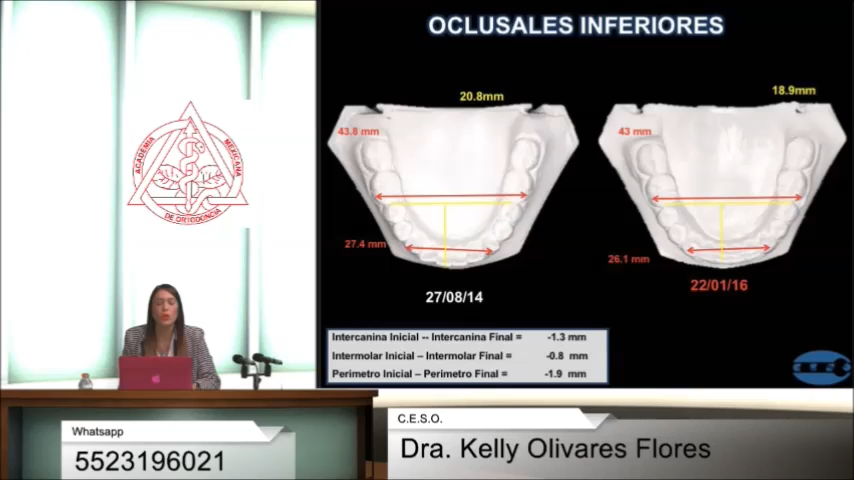 OCLUSALES INFERIORES
20.8mm
18.9mm
43.8 mm
43 mm
27.4 mm
26.1 mm
27/08/14
22/01/16
Intercanina Inicial -- Intercanina Final = -1.3 mm
Intermolar Inicial – Intermolar Final = -0.8 mm
Perimetro Inicial – Perimetro Final = -1.9 mm
ACADEMIA
MEXICANA
DE ORTODONCIA
Whatsapp
5523196021
C.E.S.O.
Dra. Kelly Olivares Flores